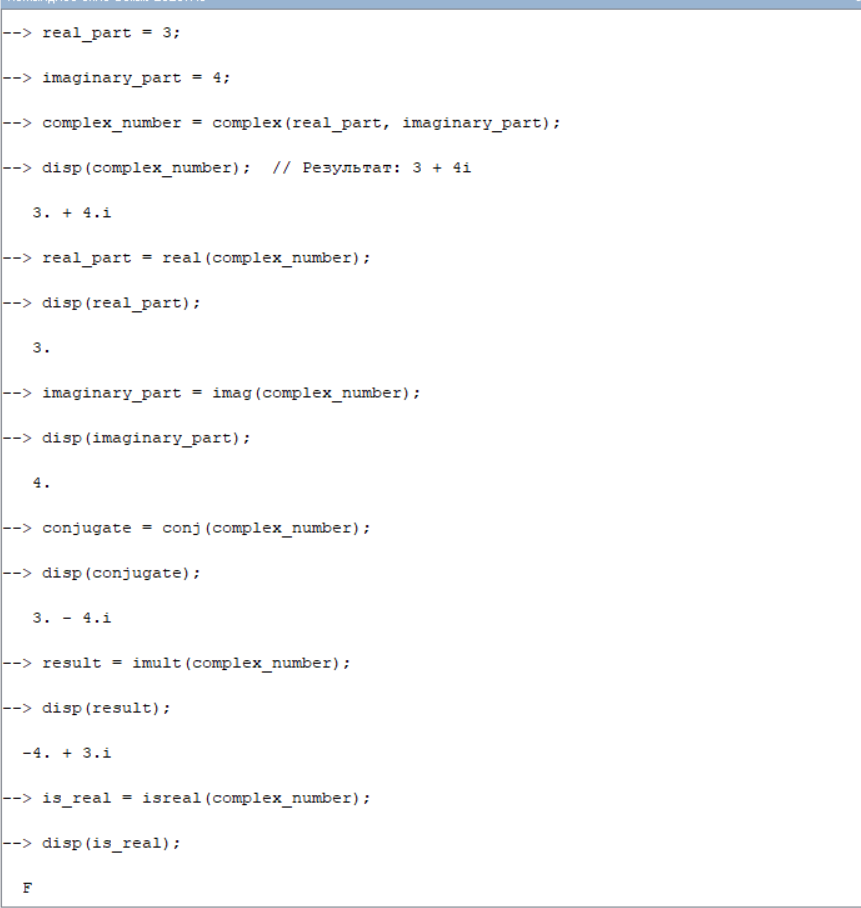 --> real_part = 3;
--> imaginary_part = 4;
--> complex_number = complex(real_part, imaginary_part);
--> disp(complex_number);  // Результат: 3 + 4i
3. + 4.i
--> real_part = real(complex_number);
--> disp(real_part);
3.
--> imaginary_part = imag(complex_number);
--> disp(imaginary_part);
4.
--> conjugate = conj(complex_number);
--> disp(conjugate);
3. - 4.i
--> result = imult(complex_number);
--> disp(result);
-4. + 3.i
--> is_real = isreal(complex_number);
--> disp(is_real);
F